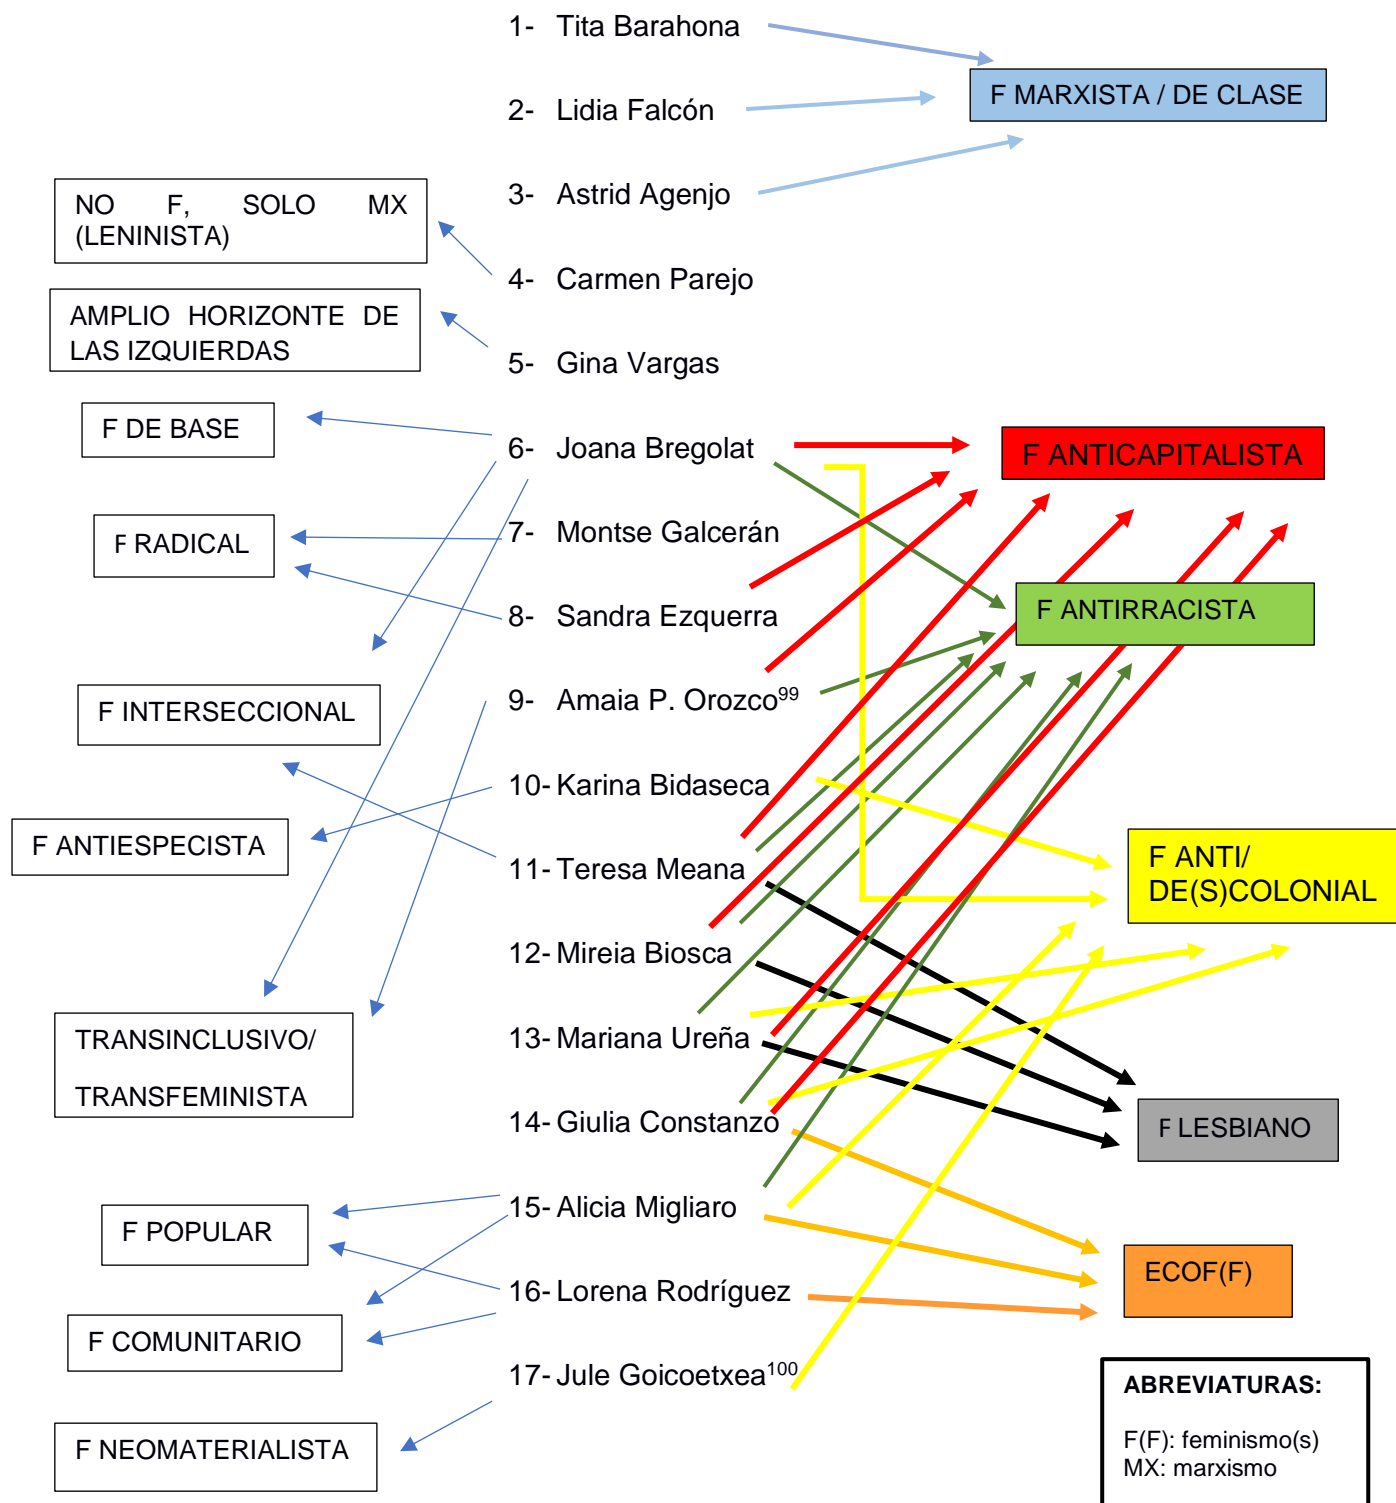 1- Tita Barahona
F MARXISTA / DE CLASE
2- Lidia Falcón
3- Astrid Agenjo
NO F, SOLO MX
(LENINISTA)
4- Carmen Parejo
AMPLIO HORIZONTE DE
LAS IZQUIERDAS
5- Gina Vargas
F DE BASE
6- Joana Bregolat
F ANTICAPITALISTA
F RADICAL
7- Montse Galcerán
8- Sandra Ezquerra
F ANTIRRACISTA
F INTERSECCIONAL
9- Amaia P. Orozco99
10- Karina Bidaseca
F ANTIESPECISTA
11- Teresa Meana
F ANTI/
DE(S)COLONIAL
12- Mireia Biosca
TRANSINCLUSIVO/
TRANSFEMINISTA
13- Mariana Ureña
14- Giulia Constanzo
F LESBIANO
15- Alicia Migliaro
F POPULAR
16- Lorena Rodríguez
ECOF(F)
F COMUNITARIO
17- Jule Goicoetxea100
F NEOMATERIALISTA
ABREVIATURAS:
F(F): feminismo(s)
MX: marxismo